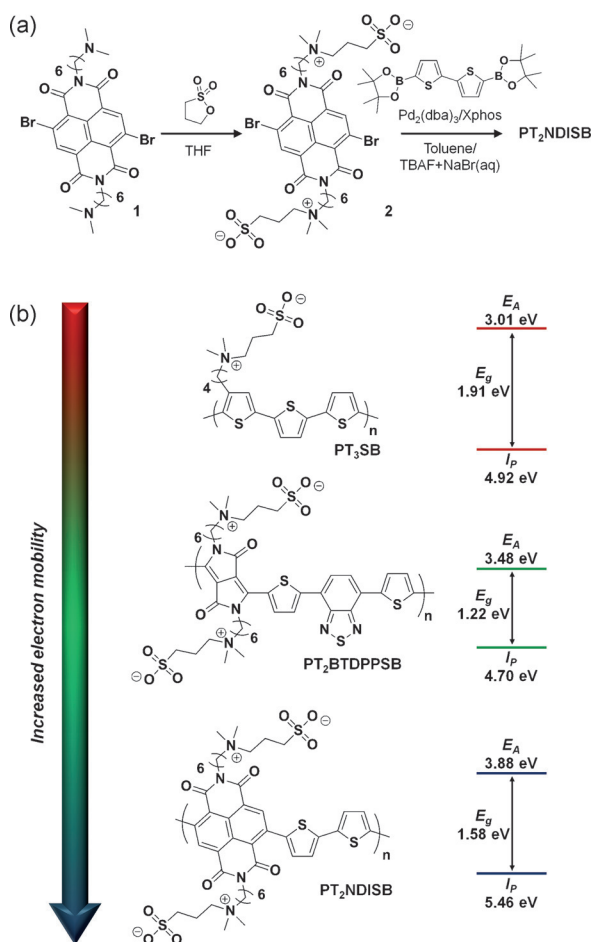 (a)
N
6
O N O
Br
Br
O N O
6
N
1
O O
S
O
THF
O
O S O ⊖
N
⊕
6
O N O
Br
Br
O N O
6
⊕
N
O O
S
⊖ O
2
O
B
O
S
S
O
B
O
Pd2(dba)3/Xphos
Toluene/
TBAF+NaBr(aq)
PT2NDISB
(b)
Increased electron mobility
O
O S O ⊖
N
⊕
4
S
S
S
n
PT3SB
EA
3.01 eV
Eg
1.91 eV
IP
4.92 eV
O
O S O ⊖
N
⊕
6
N O
S
S
O N
6
N N
S
n
⊕
N
O O
S
⊖ O
PT2BTDPPSB
EA
3.48 eV
Eg
1.22 eV
IP
4.70 eV
O
O S O ⊖
N
⊕
6
O N O
S
S
n
O N O
6
⊕
N
O O
S
⊖ O
PT2NDISB
EA
3.88 eV
Eg
1.58 eV
IP
5.46 eV